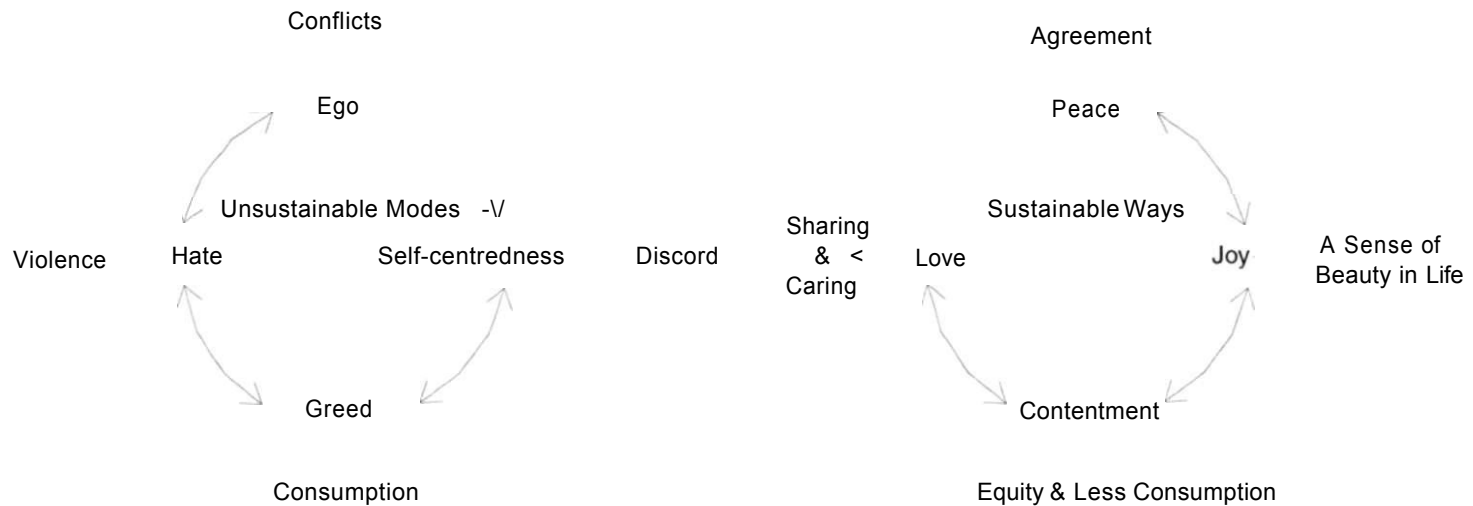 Conflicts
Ego
Unsustainable Modes -\/
Violence
Hate
Self-centredness
Discord
Greed
Consumption
Agreement
Peace
Sustainable Ways
Sharing
& <
Caring
Love
Joy
A Sense of
Beauty in Life
Contentment
Equity & Less Consumption